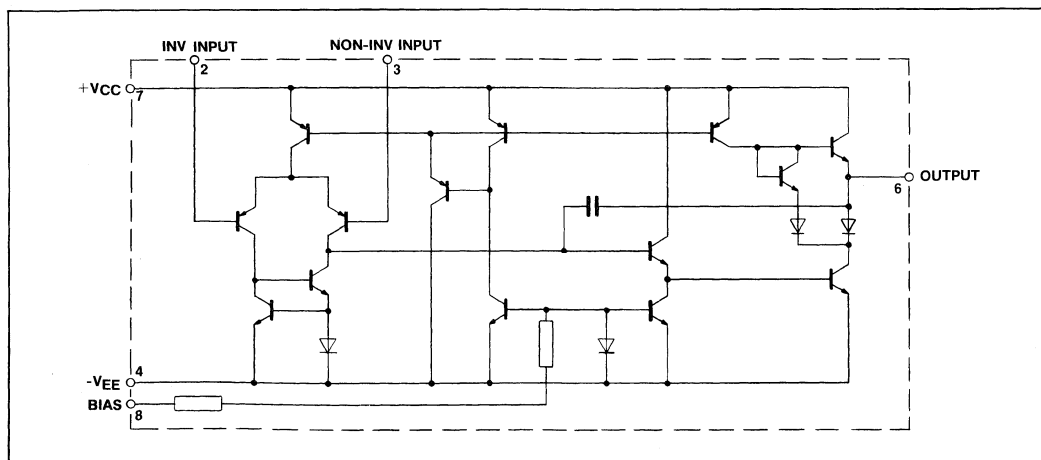 INV INPUT
2
NON-INV INPUT
3
+VCC
7
OUTPUT
6
4
-VEE
BIAS
8